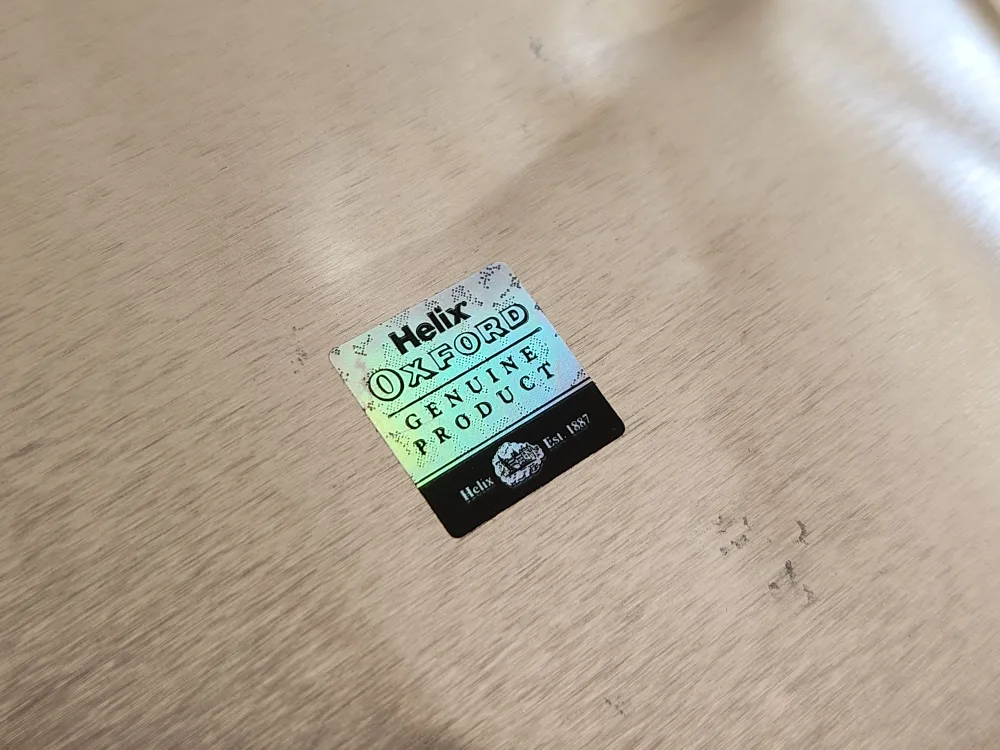 Helix
OXFORD
GENUINE
PRODUCT
Helix Est. 1887